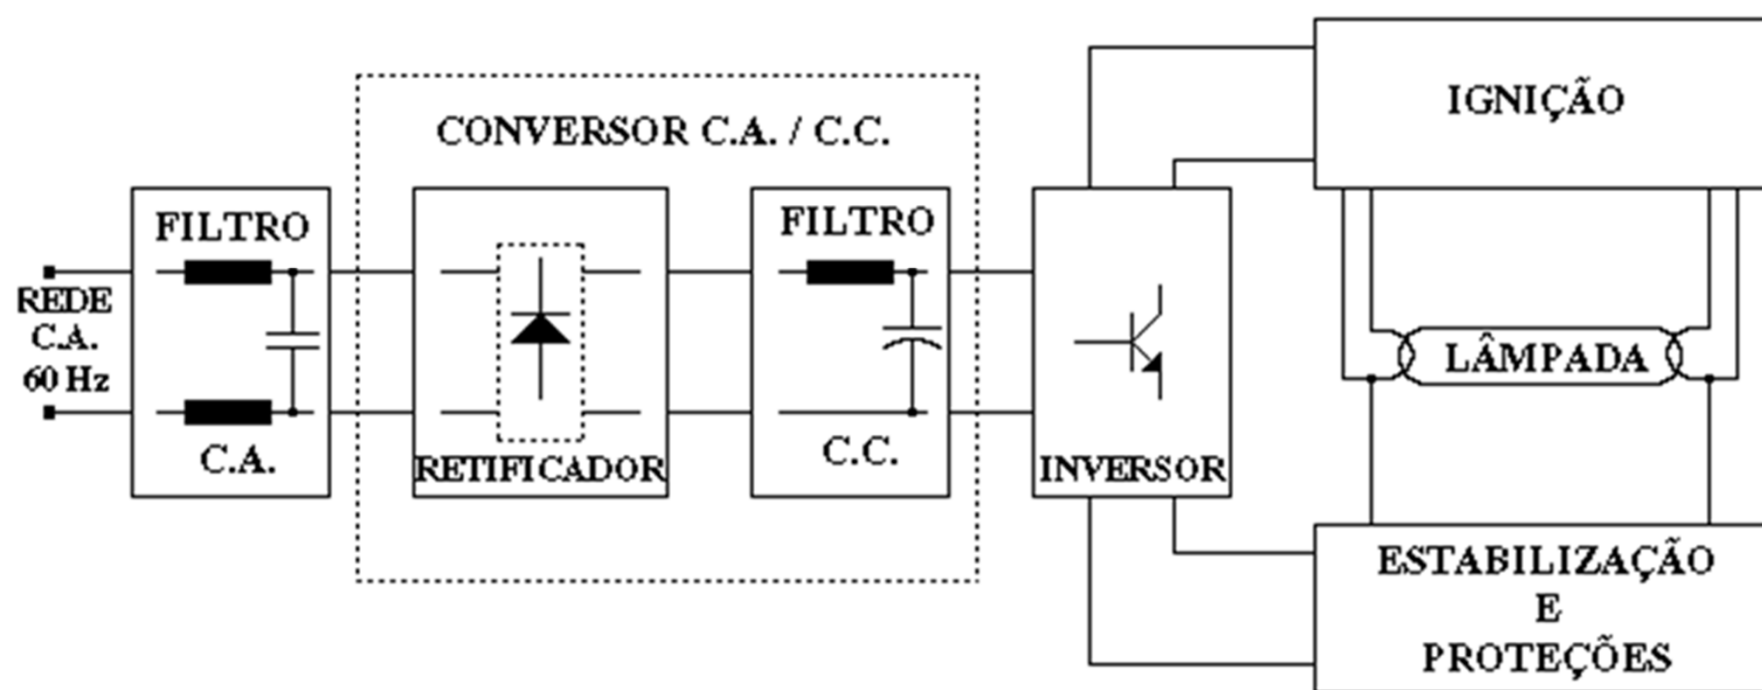 IGNIÇÃO
CONVERSOR C.A. / C.C.
FILTRO
FILTRO
REDE
C.A.
60 Hz
LÂMPADA
C.A.
RETIFICADOR
C.C.
INVERSOR
ESTABILIZAÇÃO
E
PROTEÇÕES